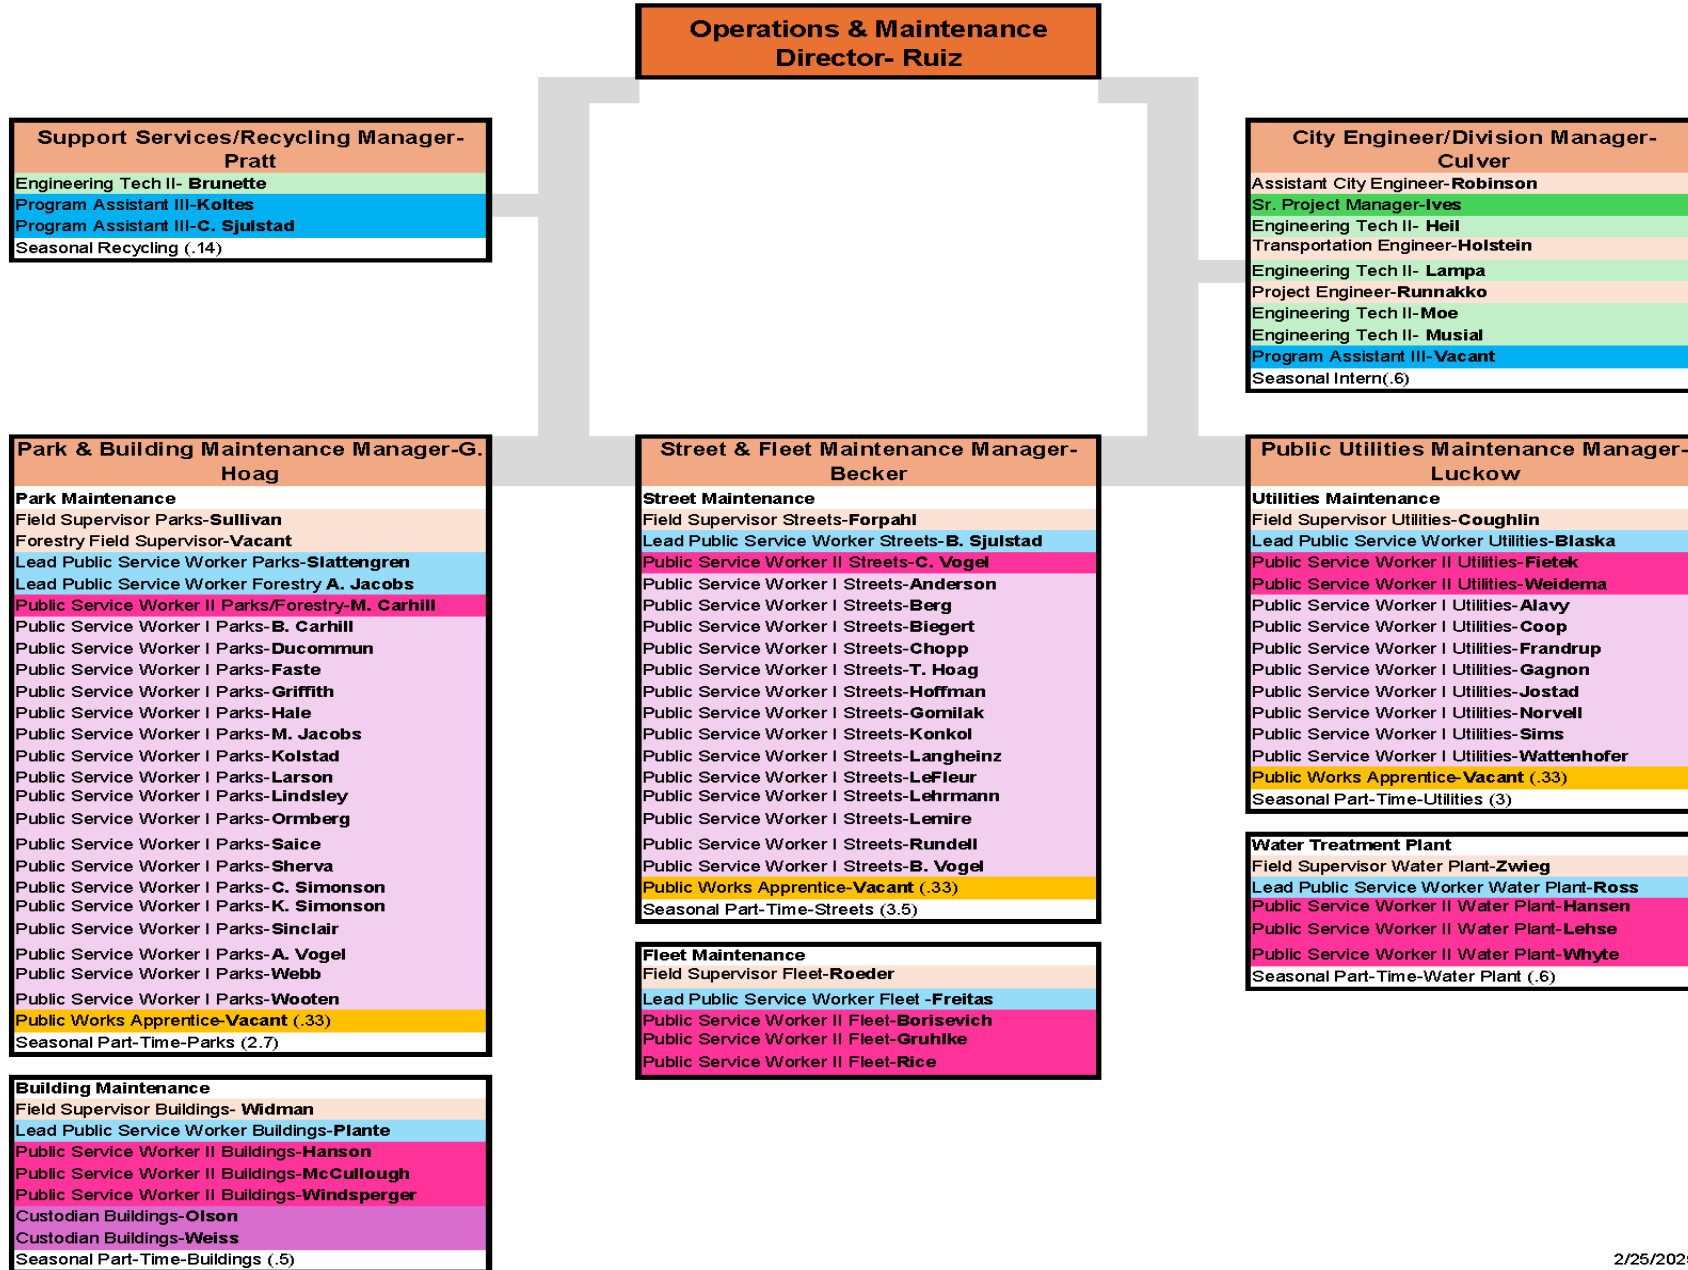 Operations & Maintenance
Director- Ruiz
Support Services/Recycling Manager-
Pratt
Engineering Tech II- Brunette
Program Assistant III-Koltes
Program Assistant III-C. Sjulstad
Seasonal Recycling (.14)
City Engineer/Division Manager-
Culver
Assistant City Engineer-Robinson
Sr. Project Manager-Ives
Engineering Tech II- Heil
Transportation Engineer-Holstein
Engineering Tech II- Lampa
Project Engineer-Runnakko
Engineering Tech II-Moe
Engineering Tech II- Musial
Program Assistant III-Vacant
Seasonal Intern(.6)
Park & Building Maintenance Manager-G.
Hoag
Park Maintenance
Field Supervisor Parks-Sullivan
Forestry Field Supervisor-Vacant
Lead Public Service Worker Parks-Slattengren
Lead Public Service Worker Forestry A. Jacobs
Public Service Worker II Parks/Forestry-M. Carhill
Public Service Worker I Parks-B. Carhill
Public Service Worker I Parks-Ducommun
Public Service Worker I Parks-Faste
Public Service Worker I Parks-Griffith
Public Service Worker I Parks-Hale
Public Service Worker I Parks-M. Jacobs
Public Service Worker I Parks-Kolstad
Public Service Worker I Parks-Larson
Public Service Worker I Parks-Lindsley
Public Service Worker I Parks-Ormberg
Public Service Worker I Parks-Saice
Public Service Worker I Parks-Sherva
Public Service Worker I Parks-C. Simonson
Public Service Worker I Parks-K. Simonson
Public Service Worker I Parks-Sinclair
Public Service Worker I Parks-A. Vogel
Public Service Worker I Parks-Webb
Public Service Worker I Parks-Wooten
Public Works Apprentice-Vacant (.33)
Seasonal Part-Time-Parks (2.7)
Building Maintenance
Field Supervisor Buildings- Widman
Lead Public Service Worker Buildings-Plante
Public Service Worker II Buildings-Hanson
Public Service Worker II Buildings-McCullough
Public Service Worker II Buildings-Windsperger
Custodian Buildings-Olson
Custodian Buildings-Weiss
Seasonal Part-Time-Buildings (.5)
Street & Fleet Maintenance Manager-
Becker
Street Maintenance
Field Supervisor Streets-Forpahl
Lead Public Service Worker Streets-B. Sjulstad
Public Service Worker II Streets-C. Vogel
Public Service Worker I Streets-Anderson
Public Service Worker I Streets-Berg
Public Service Worker I Streets-Biegert
Public Service Worker I Streets-Chopp
Public Service Worker I Streets-T. Hoag
Public Service Worker I Streets-Hoffman
Public Service Worker I Streets-Gomilak
Public Service Worker I Streets-Konkol
Public Service Worker I Streets-Langheinz
Public Service Worker I Streets-LeFleur
Public Service Worker I Streets-Lehrmann
Public Service Worker I Streets-Lemire
Public Service Worker I Streets-Rundell
Public Service Worker I Streets-B. Vogel
Public Works Apprentice-Vacant (.33)
Seasonal Part-Time-Streets (3.5)
Fleet Maintenance
Field Supervisor Fleet-Roeder
Lead Public Service Worker Fleet -Freitas
Public Service Worker II Fleet-Borisevich
Public Service Worker II Fleet-Gruhlke
Public Service Worker II Fleet-Rice
Public Utilities Maintenance Manager-
Luckow
Utilities Maintenance
Field Supervisor Utilities-Coughlin
Lead Public Service Worker Utilities-Blaska
Public Service Worker II Utilities-Fietek
Public Service Worker II Utilities-Weidema
Public Service Worker I Utilities-Alavy
Public Service Worker I Utilities-Coop
Public Service Worker I Utilities-Frandrup
Public Service Worker I Utilities-Gagnon
Public Service Worker I Utilities-Jostad
Public Service Worker I Utilities-Norvell
Public Service Worker I Utilities-Sims
Public Service Worker I Utilities-Wattenhofer
Public Works Apprentice-Vacant (.33)
Seasonal Part-Time-Utilities (3)
Water Treatment Plant
Field Supervisor Water Plant-Zwieg
Lead Public Service Worker Water Plant-Ross
Public Service Worker II Water Plant-Hansen
Public Service Worker II Water Plant-Lehse
Public Service Worker II Water Plant-Whyte
Seasonal Part-Time-Water Plant (.6)